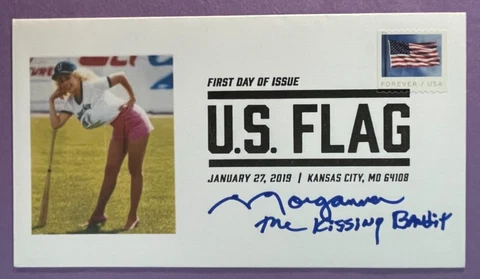 FIRST DAY OF ISSUE
U.S. FLAG
JANUARY 27, 2019 | KANSAS CITY, MO 64108
FOREVER / USA
Morganna
The Kissing Bandit